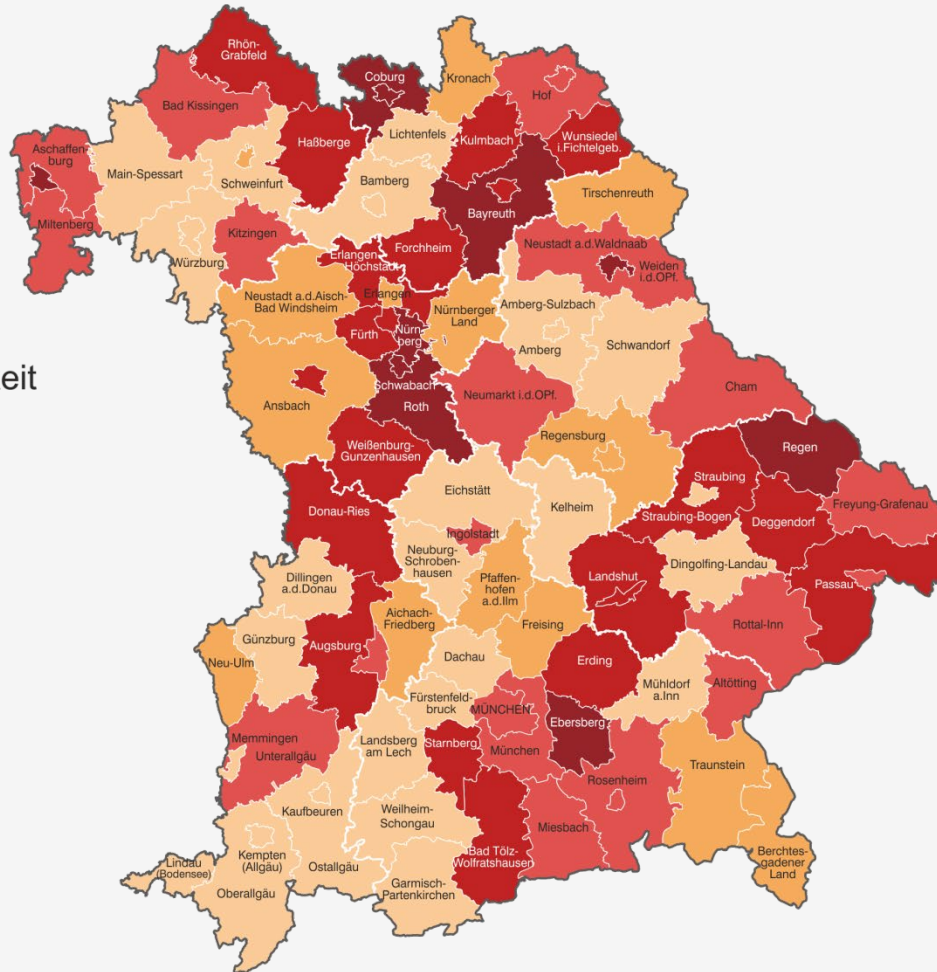 Rhön-
Grabfeld
Coburg
Kronach
Hof
Bad Kissingen
Haßberge
Lichtenfels
Kulmbach
Wunsiedel
i.Fichtelgeb.
Aschaffen-
burg
Main-Spessart
Schweinfurt
Bamberg
Bayreuth
Tirschenreuth
Miltenberg
Kitzingen
Würzburg
Erlangen-
Höchstadt
Forchheim
Neustadt a.d.Waldnaab
Weiden
i.d.OPf.
Neustadt a.d.Aisch-
Bad Windsheim
Erlangen
Nürnberger
Land
Amberg-Sulzbach
Fürth
Nürn-
berg
Amberg
Schwandorf
eit
Ansbach
Schwabach
Roth
Neumarkt i.d.OPf.
Cham
Weißenburg-
Gunzenhausen
Regensburg
Regen
Straubing
Eichstätt
Kelheim
Freyung-Grafenau
Donau-Ries
Straubing-Bogen
Deggendorf
Ingolstadt
Neuburg-
Schroben-
hausen
Dingolfing-Landau
Dillingen
a.d.Donau
Pfaffen-
hofen
a.d.Ilm
Landshut
Passau
Aichach-
Friedberg
Freising
Rottal-Inn
Günzburg
Augsburg
Neu-Ulm
Dachau
Erding
Mühldorf
a.Inn
Altötting
Fürstenfeld-
bruck
MÜNCHEN
Ebersberg
Memmingen
Unterallgäu
Landsberg
am Lech
Starnberg
München
Traunstein
Rosenheim
Kaufbeuren
Weilheim-
Schongau
Miesbach
Bad Tölz-
Wolfratshausen
Berchtes-
gadener
Land
Lindau
(Bodensee)
Kempten
(Allgäu)
Ostallgäu
Oberallgäu
Garmisch-
Partenkirchen